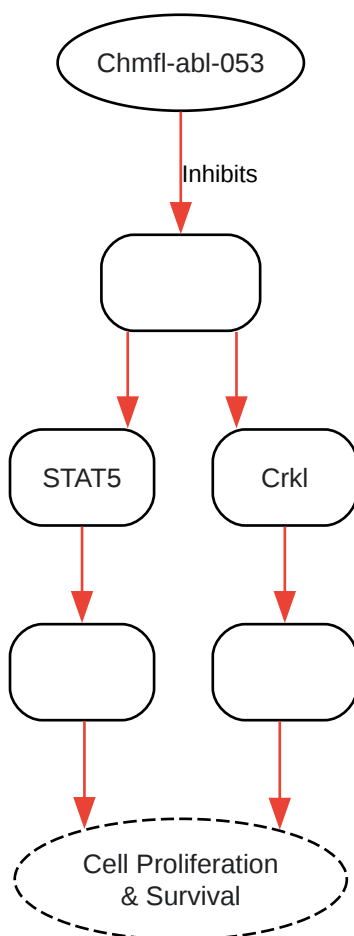 Chmfl-abl-053
Inhibits
STAT5
Crkl
Cell Proliferation
& Survival